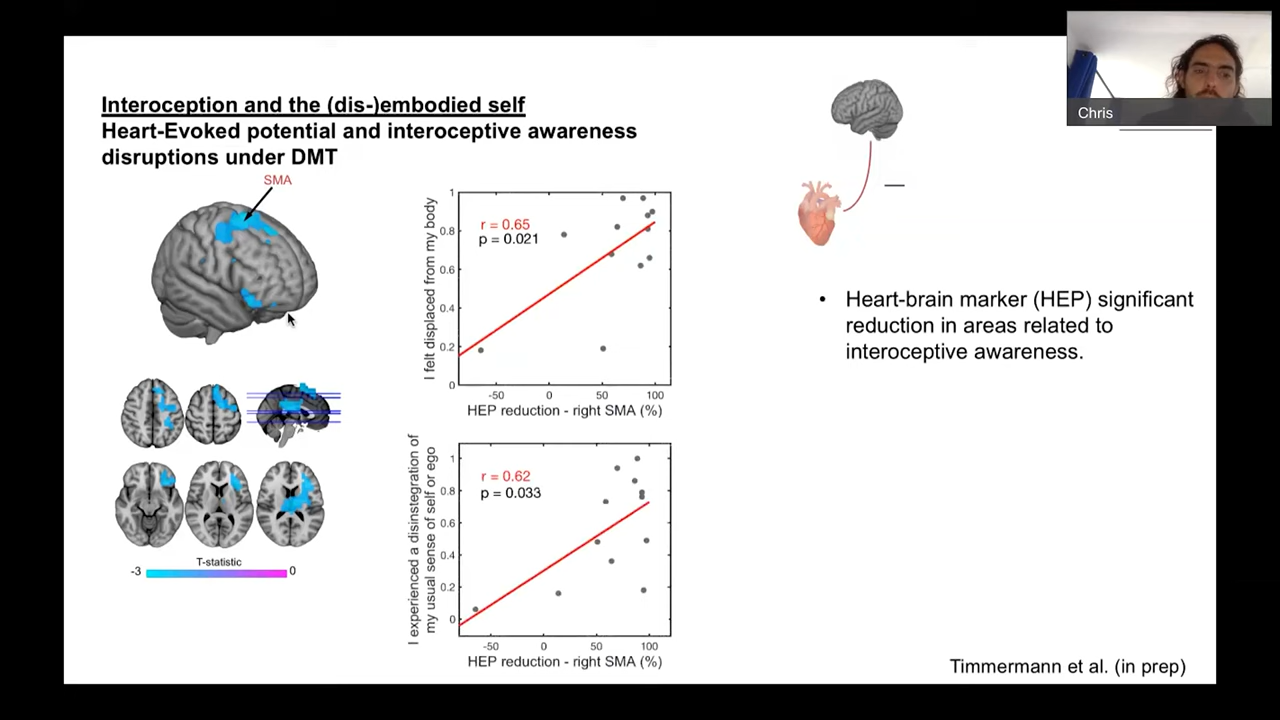 Interoception and the (dis-)embodied self
Heart-Evoked potential and interoceptive awareness
disruptions under DMT
Chris
SMA
I felt displaced from my body
1
0.8
0.6
0.4
0.2
0
r = 0.65
p = 0.021
-50 0 50 100
HEP reduction - right SMA (%)
I experienced a disinstegration of
my usual sense of self or ego
1
0.8
0.6
0.4
0.2
0
r = 0.62
p = 0.033
-50 0 50 100
HEP reduction - right SMA (%)
T-statistic
-3 0
• Heart-brain marker (HEP) significant
reduction in areas related to
interoceptive awareness.
Timmermann et al. (in prep)